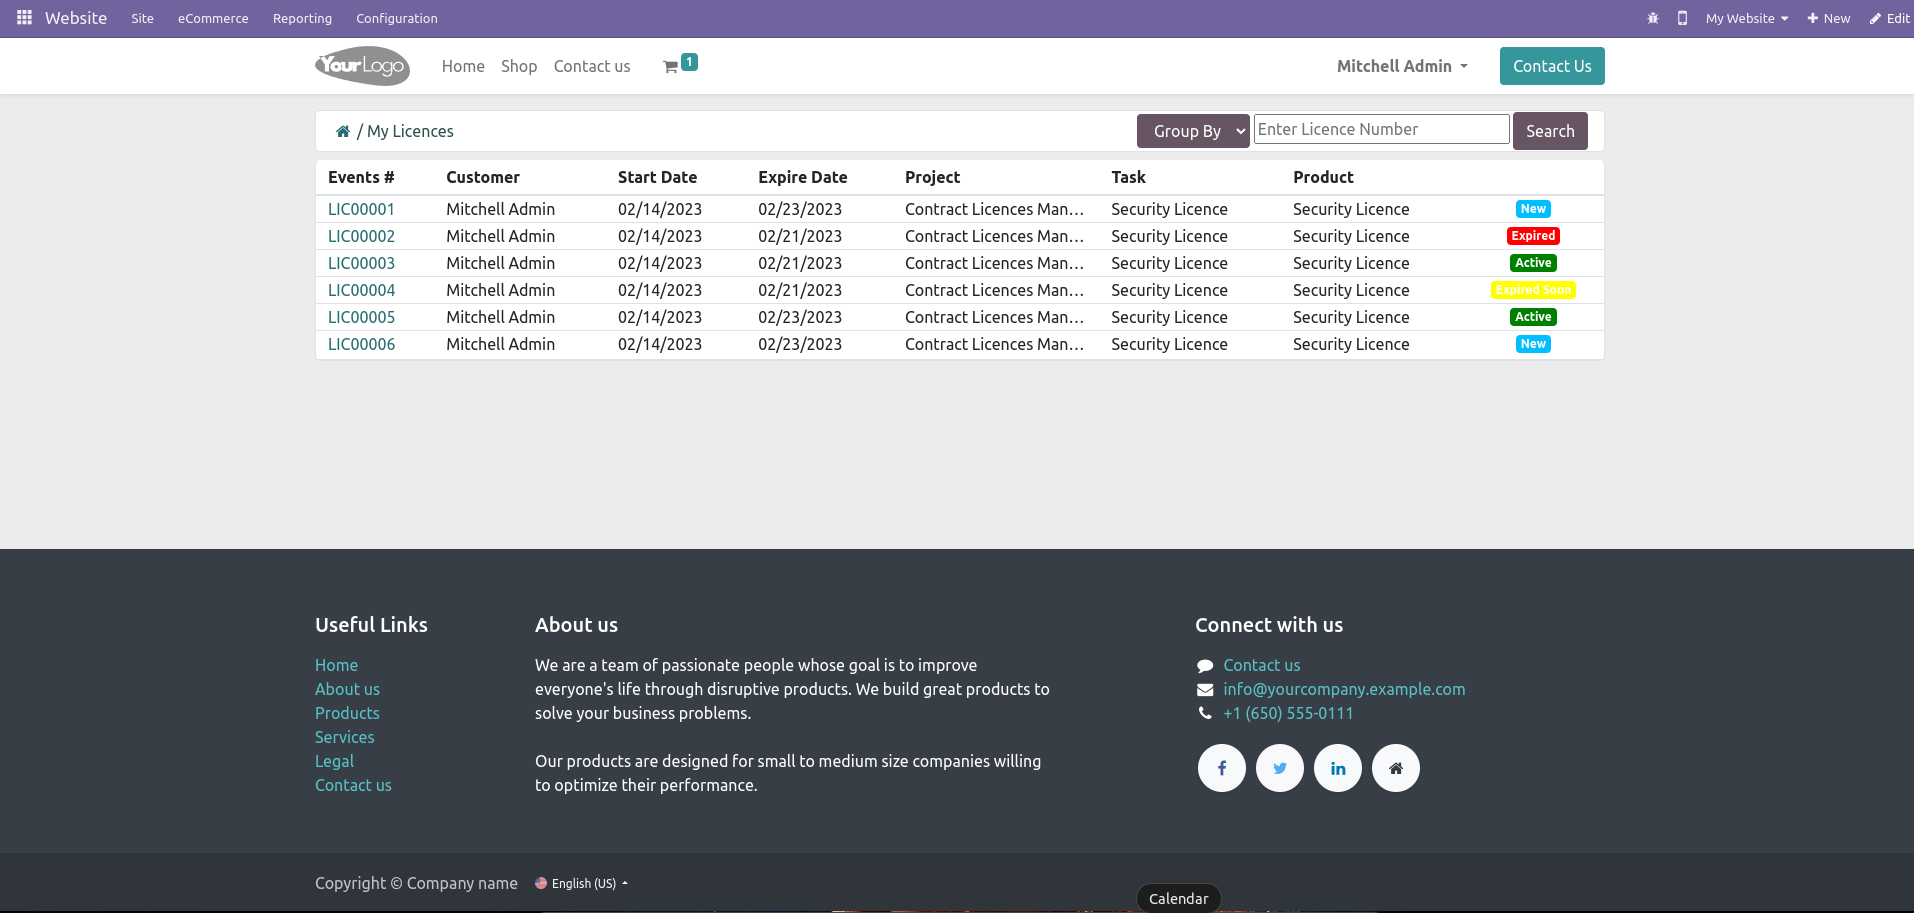 Website Site eCommerce Reporting Configuration My Website New Edit
YourLogo Home Shop Contact us 1 Mitchell Admin Contact Us
/ My Licences Group By Enter Licence Number Search
Events # Customer Start Date Expire Date Project Task Product
LIC00001 Mitchell Admin 02/14/2023 02/23/2023 Contract Licences Man... Security Licence Security Licence New
LIC00002 Mitchell Admin 02/14/2023 02/21/2023 Contract Licences Man... Security Licence Security Licence Expired
LIC00003 Mitchell Admin 02/14/2023 02/21/2023 Contract Licences Man... Security Licence Security Licence Active
LIC00004 Mitchell Admin 02/14/2023 02/21/2023 Contract Licences Man... Security Licence Security Licence Expired Soon
LIC00005 Mitchell Admin 02/14/2023 02/23/2023 Contract Licences Man... Security Licence Security Licence Active
LIC00006 Mitchell Admin 02/14/2023 02/23/2023 Contract Licences Man... Security Licence Security Licence New
Useful Links
Home
About us
Products
Services
Legal
Contact us
About us
We are a team of passionate people whose goal is to improve
everyone's life through disruptive products. We build great products to
solve your business problems.
Our products are designed for small to medium size companies willing
to optimize their performance.
Connect with us
Contact us
info@yourcompany.example.com
+1 (650) 555-0111
Copyright © Company name English (US)
Calendar